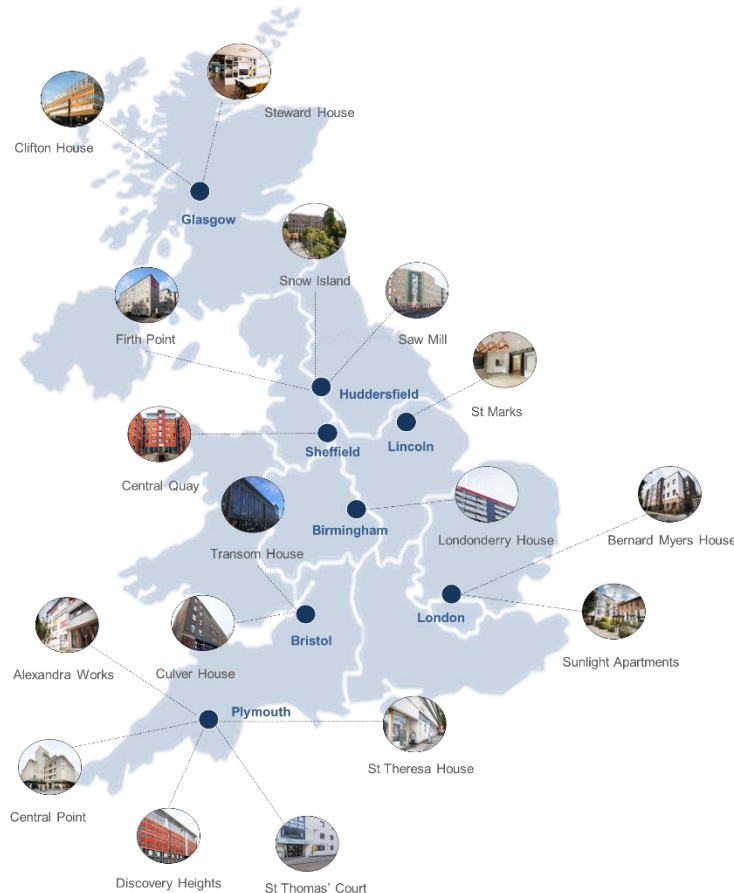 Steward House
Clifton House
Glasgow
Snow Island
Firth Point
Saw Mill
Huddersfield
St Marks
Lincoln
Sheffield
Central Quay
Transom House
Birmingham
Londonderry House
Bernard Myers House
London
Bristol
Sunlight Apartments
Alexandra Works
Culver House
Plymouth
St Theresa House
Central Point
Discovery Heights
St Thomas' Court